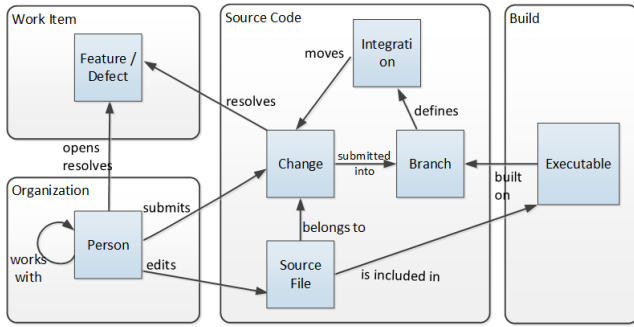 Work Item
Feature /
Defect
opens
resolves
Organization
Person
works
with
submits
edits
Source Code
Integrati
on
moves
resolves
defines
Change
submitted
into
Branch
belongs to
Source
File
is included in
Build
Executable
built
on